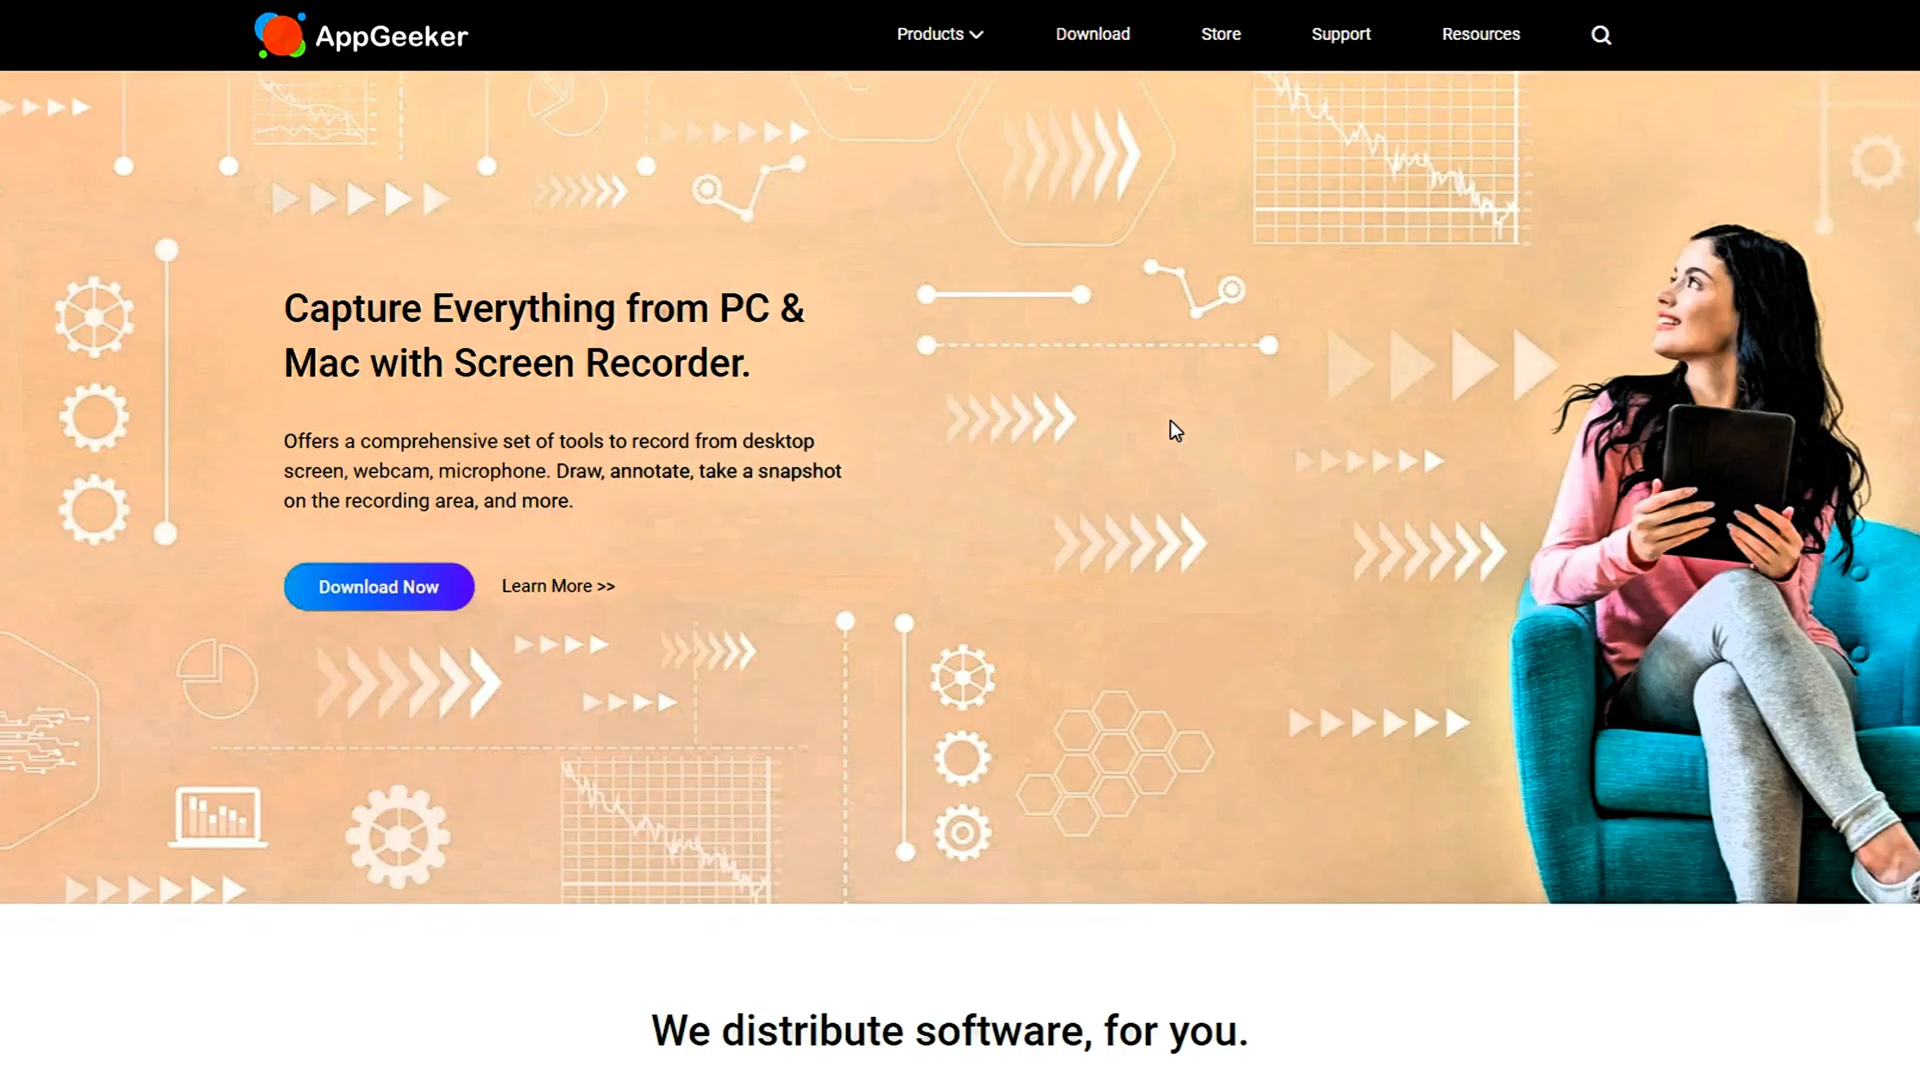 AppGeeker
Products
Download
Store
Support
Resources
Capture Everything from PC &
Mac with Screen Recorder.
Offers a comprehensive set of tools to record from desktop
screen, webcam, microphone. Draw, annotate, take a snapshot
on the recording area, and more.
Download Now
Learn More >>
We distribute software, for you.